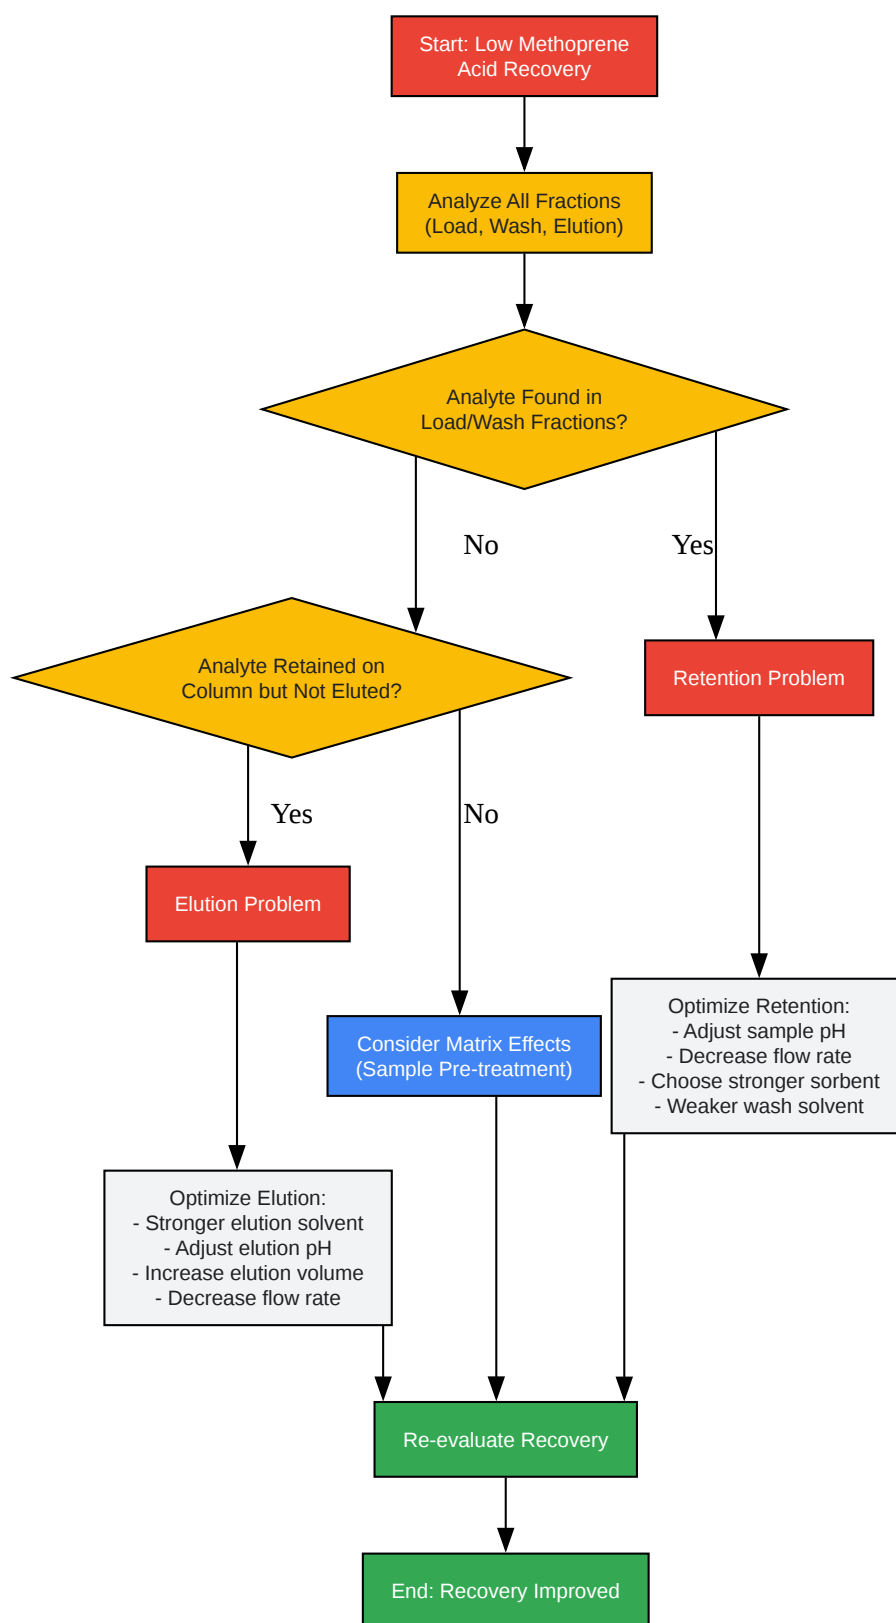 Start: Low Methoprene
Acid Recovery
Analyze All Fractions
(Load, Wash, Elution)
Analyte Found in
Load/Wash Fractions?
No
Yes
Analyte Retained on
Column but Not Eluted?
Retention Problem
Yes
No
Elution Problem
Optimize Retention:
- Adjust sample pH
- Decrease flow rate
- Choose stronger sorbent
- Weaker wash solvent
Consider Matrix Effects
(Sample Pre-treatment)
Optimize Elution:
- Stronger elution solvent
- Adjust elution pH
- Increase elution volume
- Decrease flow rate
Re-evaluate Recovery
End: Recovery Improved